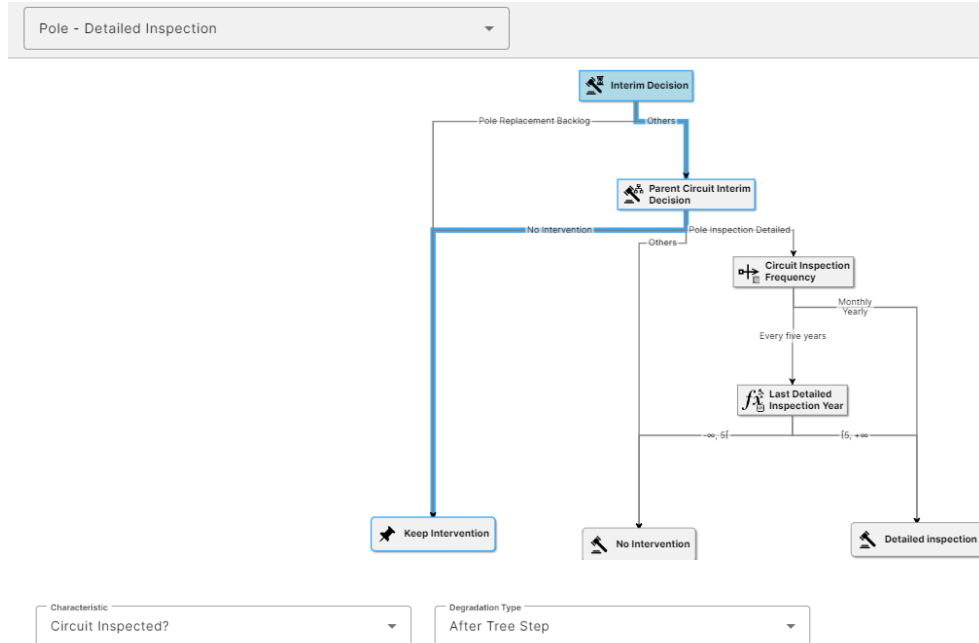 Pole - Detailed Inspection
Interim Decision
Pole Replacement Backlog
Others
Parent Circuit Interim
Decision
No Intervention
Pole Inspection Detailed
Others
Circuit Inspection
Frequency
Monthly
Yearly
Every five years
Last Detailed
Inspection Year
-∞, 5[
[5, +∞
Keep Intervention
No Intervention
Detailed inspection
Characteristic
Circuit Inspected?
Degradation Type
After Tree Step